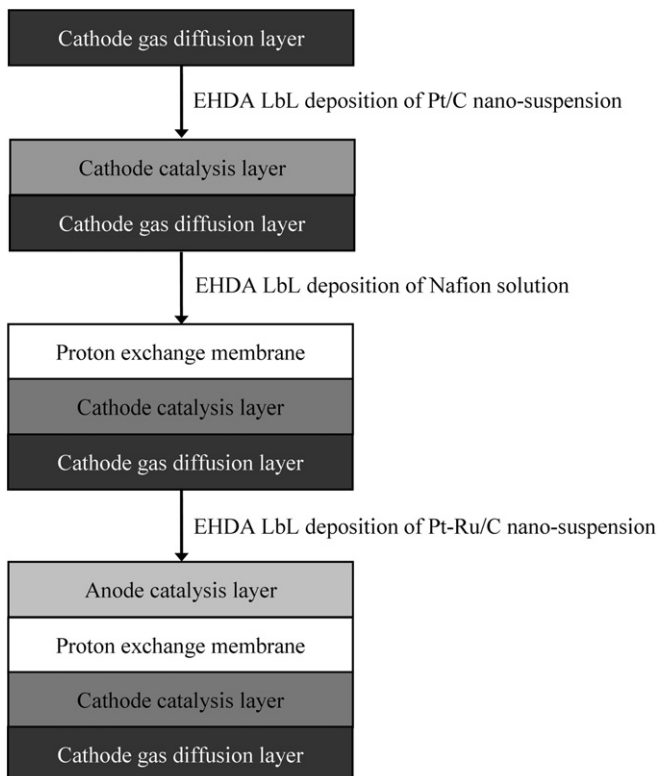 Cathode gas diffusion layer
EHDA LbL deposition of Pt/C nano-suspension
Cathode catalysis layer
Cathode gas diffusion layer
EHDA LbL deposition of Nafion solution
Proton exchange membrane
Cathode catalysis layer
Cathode gas diffusion layer
EHDA LbL deposition of Pt-Ru/C nano-suspension
Anode catalysis layer
Proton exchange membrane
Cathode catalysis layer
Cathode gas diffusion layer